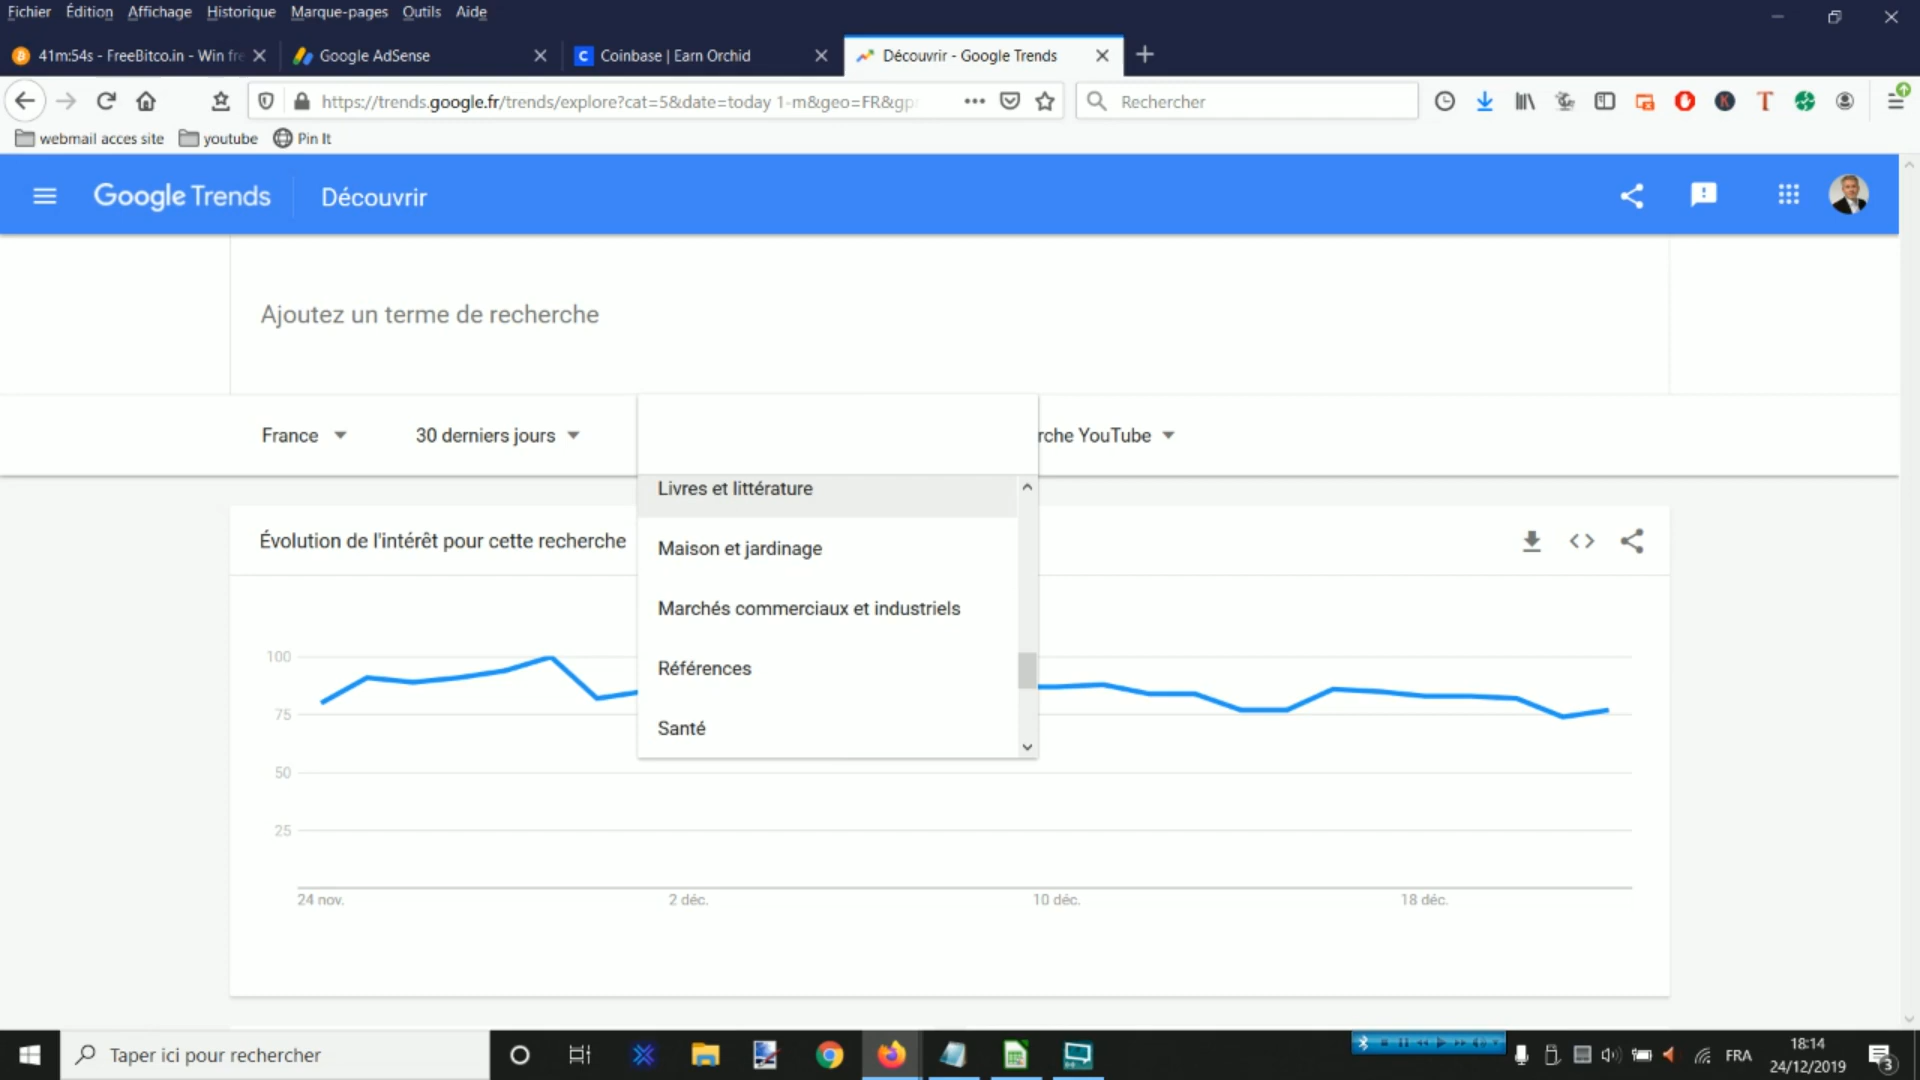 Fichier Édition Affichage Historique Marque-pages Outils Aide
41m:54s - FreeBitco.in - Win fre
Google AdSense
Coinbase | Earn Orchid
Découvrir - Google Trends
https://trends.google.fr/trends/explore?cat=5&date=today 1-m&geo=FR&gp
Rechercher
webmail acces site youtube Pin It
Google Trends Découvrir
Ajoutez un terme de recherche
France 30 derniers jours rche YouTube
Livres et littérature
Évolution de l'intérêt pour cette recherche
Maison et jardinage
Marchés commerciaux et industriels
Références
Santé
100
75
50
25
24 nov. 2 déc. 10 déc. 18 déc.
Taper ici pour rechercher
FRA
18:14
24/12/2019
3